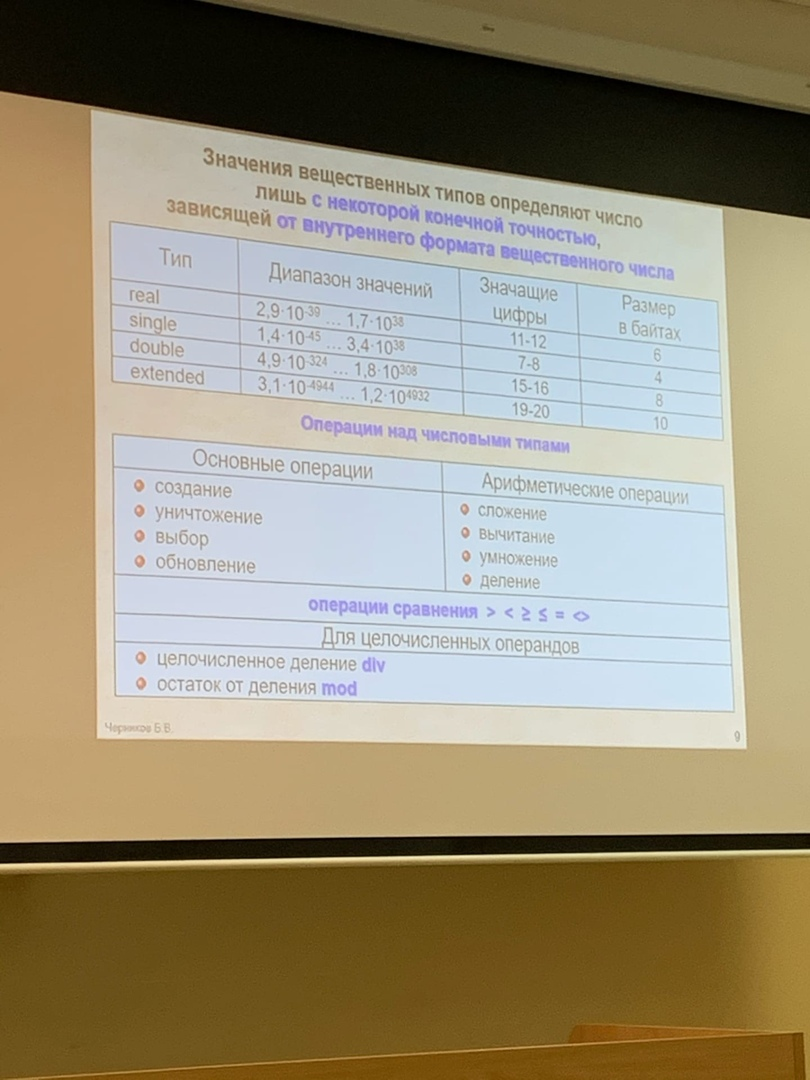 Значения вещественных типов определяют число
лишь с некоторой конечной точностью,
зависящей от внутреннего формата вещественного числа
Тип Диапазон значений Значащие цифры Размер в байтах
real 2,9·10⁻³⁹ … 1,7·10³⁸ 11-12 6
single 1,4·10⁻⁴⁵ … 3,4·10³⁸ 7-8 4
double 4,9·10⁻³²⁴ … 1,8·10³⁰⁸ 15-16 8
extended 3,1·10⁻⁴⁹⁴⁴ … 1,2·10⁴⁹³² 19-20 10
Операции над числовыми типами
Основные операции
создание
уничтожение
выбор
обновление
Арифметические операции
сложение
вычитание
умножение
деление
операции сравнения > < ≥ ≤ = <>
Для целочисленных операндов
целочисленное деление div
остаток от деления mod
Черников Б.В.
9